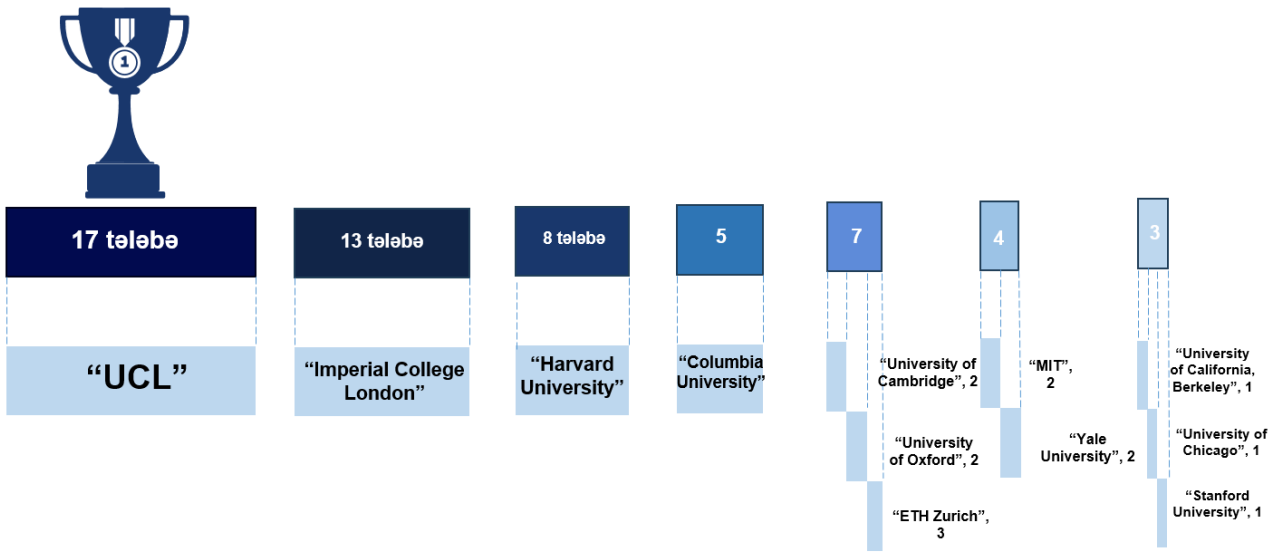 1
17 tələbə
13 tələbə
8 tələbə
5
7
4
3
“UCL”
“Imperial College
London”
“Harvard
University”
“Columbia
University”
“University of
Cambridge”, 2
“University
of Oxford”, 2
“ETH Zurich”,
3
“MIT”,
2
“Yale
University”, 2
“University
of California,
Berkeley”, 1
“University of
Chicago”, 1
“Stanford
University”, 1